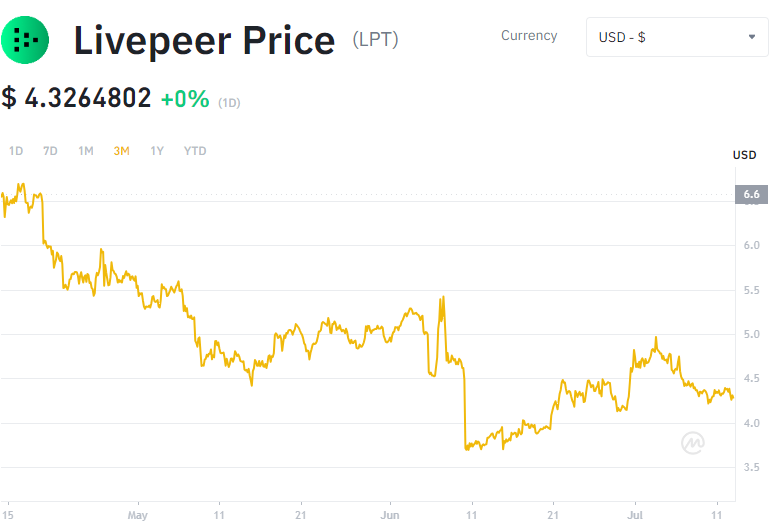 Livepeer Price (LPT)
Currency
USD - $
$ 4.3264802 +0% (1D)
1D 7D 1M 3M 1Y YTD
USD
6.6
6.0
5.5
5.0
4.5
4.0
3.5
15 May 11 21 Jun 11 21 Jul 11